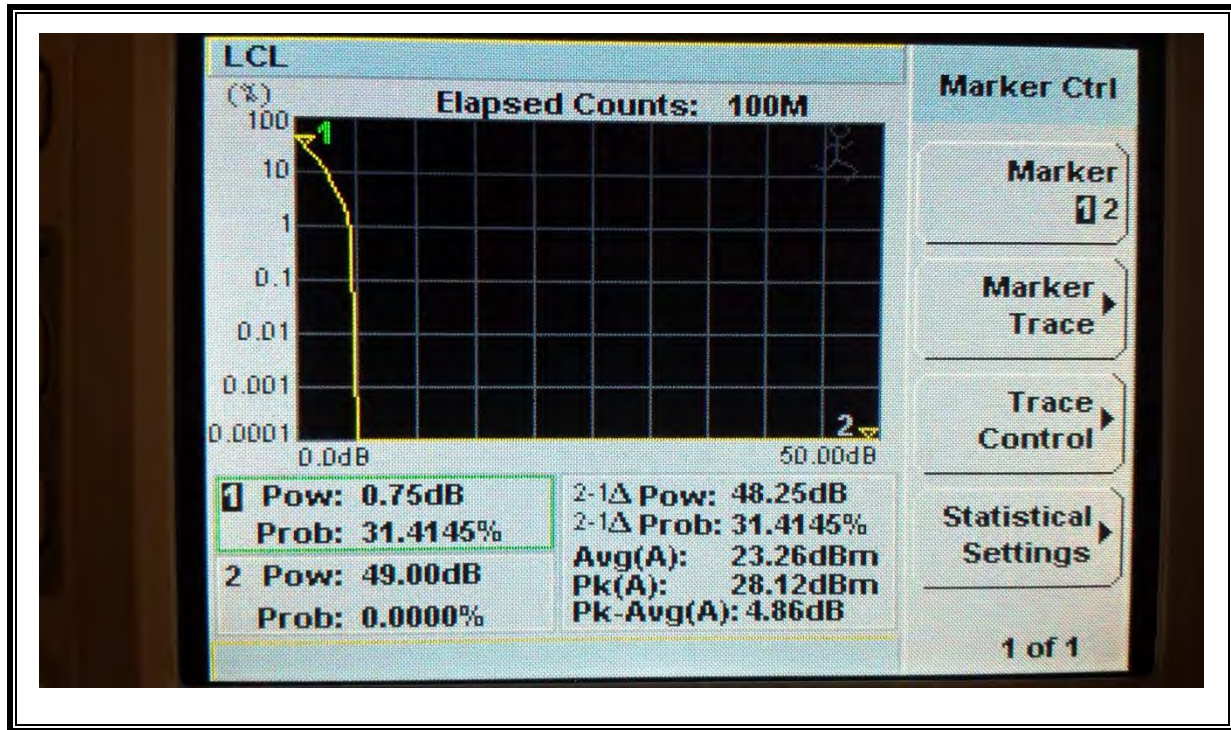 LCL
(%)
Elapsed Counts: 100M
100
1
10
1
0.1
0.01
0.001
0.0001
2
0.0dB
50.00dB
1 Pow: 0.75dB
Prob: 31.4145%
2 Pow: 49.00dB
Prob: 0.0000%
2-1Δ Pow: 48.25dB
2-1Δ Prob: 31.4145%
Avg(A): 23.26dBm
Pk(A): 28.12dBm
Pk-Avg(A): 4.86dB
Marker Ctrl
Marker
1 2
Marker
Trace
Trace
Control
Statistical
Settings
1 of 1